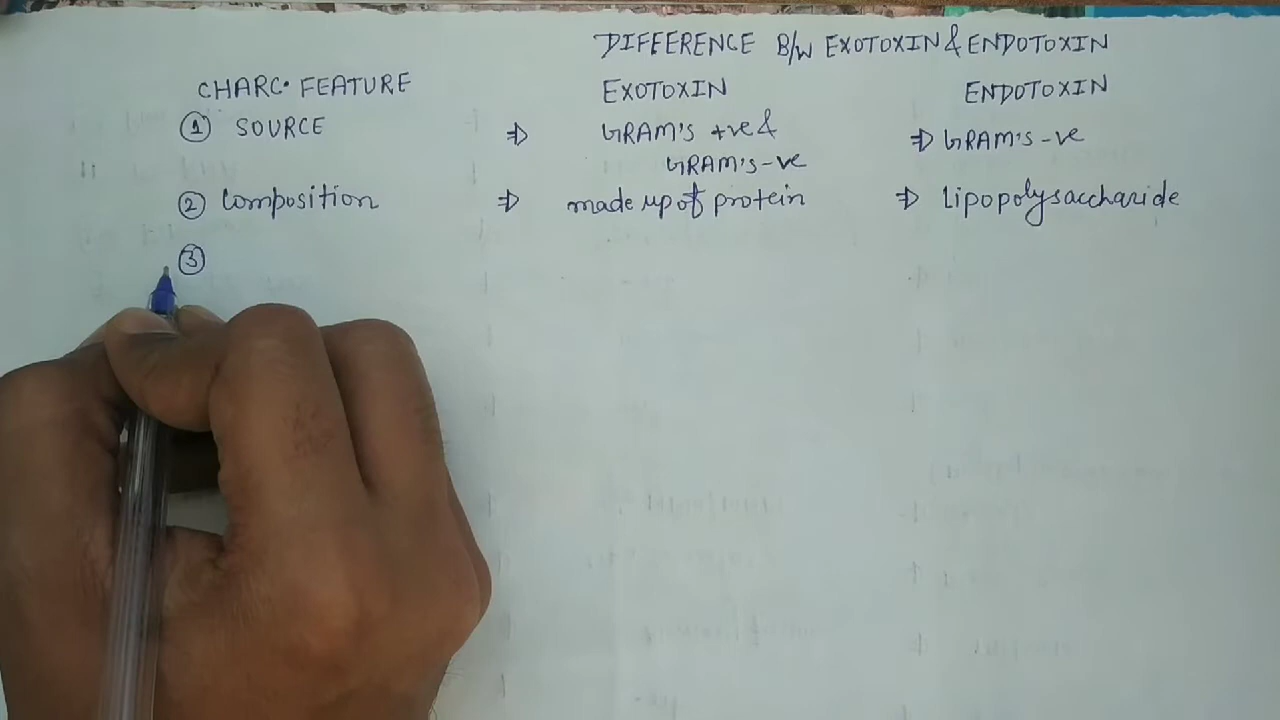 DIFFERENCE B/W EXOTOXIN & ENDOTOXIN
CHARC. FEATURE EXOTOXIN ENDOTOXIN
① SOURCE ⇒ GRAM'S +ve & ⇒ GRAM'S -ve
GRAM'S -ve
② Composition ⇒ made up of protein ⇒ Lipopolysaccharide
③